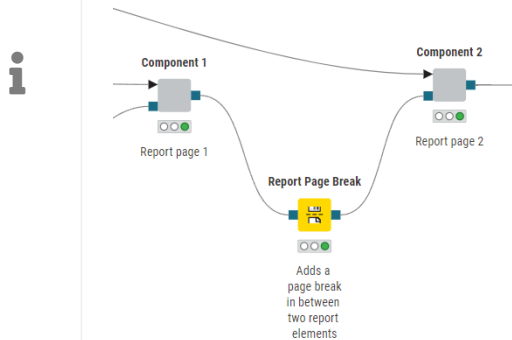 Component 2
Component 1
Report page 1
Report page 2
Report Page Break
Adds a
page break
in between
two report
elements